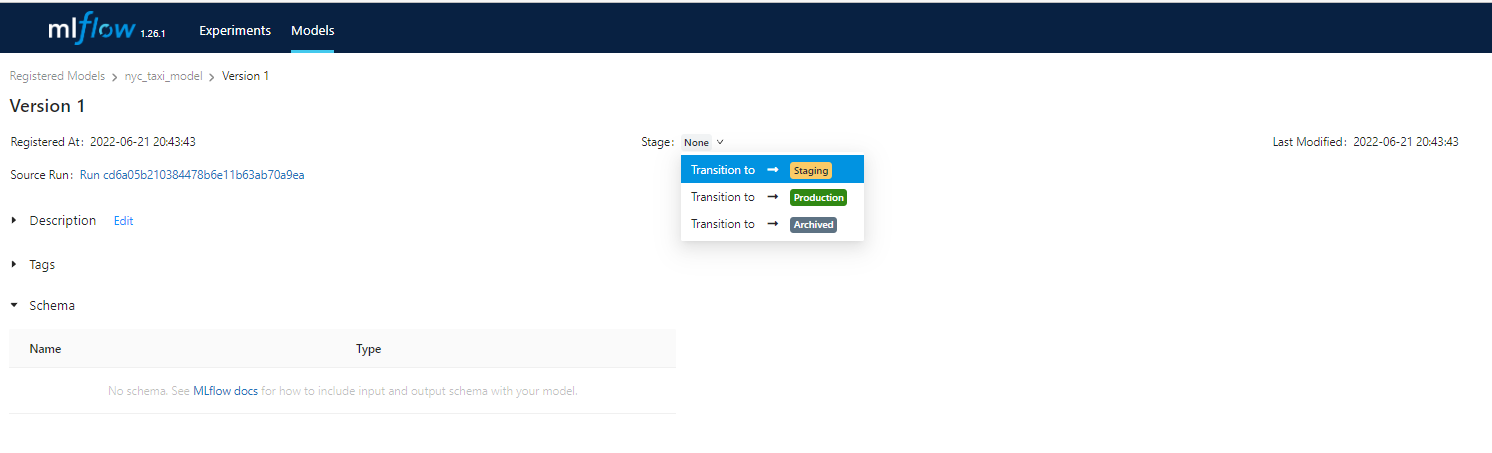 mlflow 1.26.1 Experiments Models
Registered Models > nyc_taxi_model > Version 1
Version 1
Registered At: 2022-06-21 20:43:43 Stage: None Last Modified: 2022-06-21 20:43:43
Transition to → Staging
Source Run: Run cd6a05b210384478b6e11b63ab70a9ea
Transition to → Production
Description Edit
Transition to → Archived
Tags
Schema
Name Type
No schema. See MLflow docs for how to include input and output schema with your model.